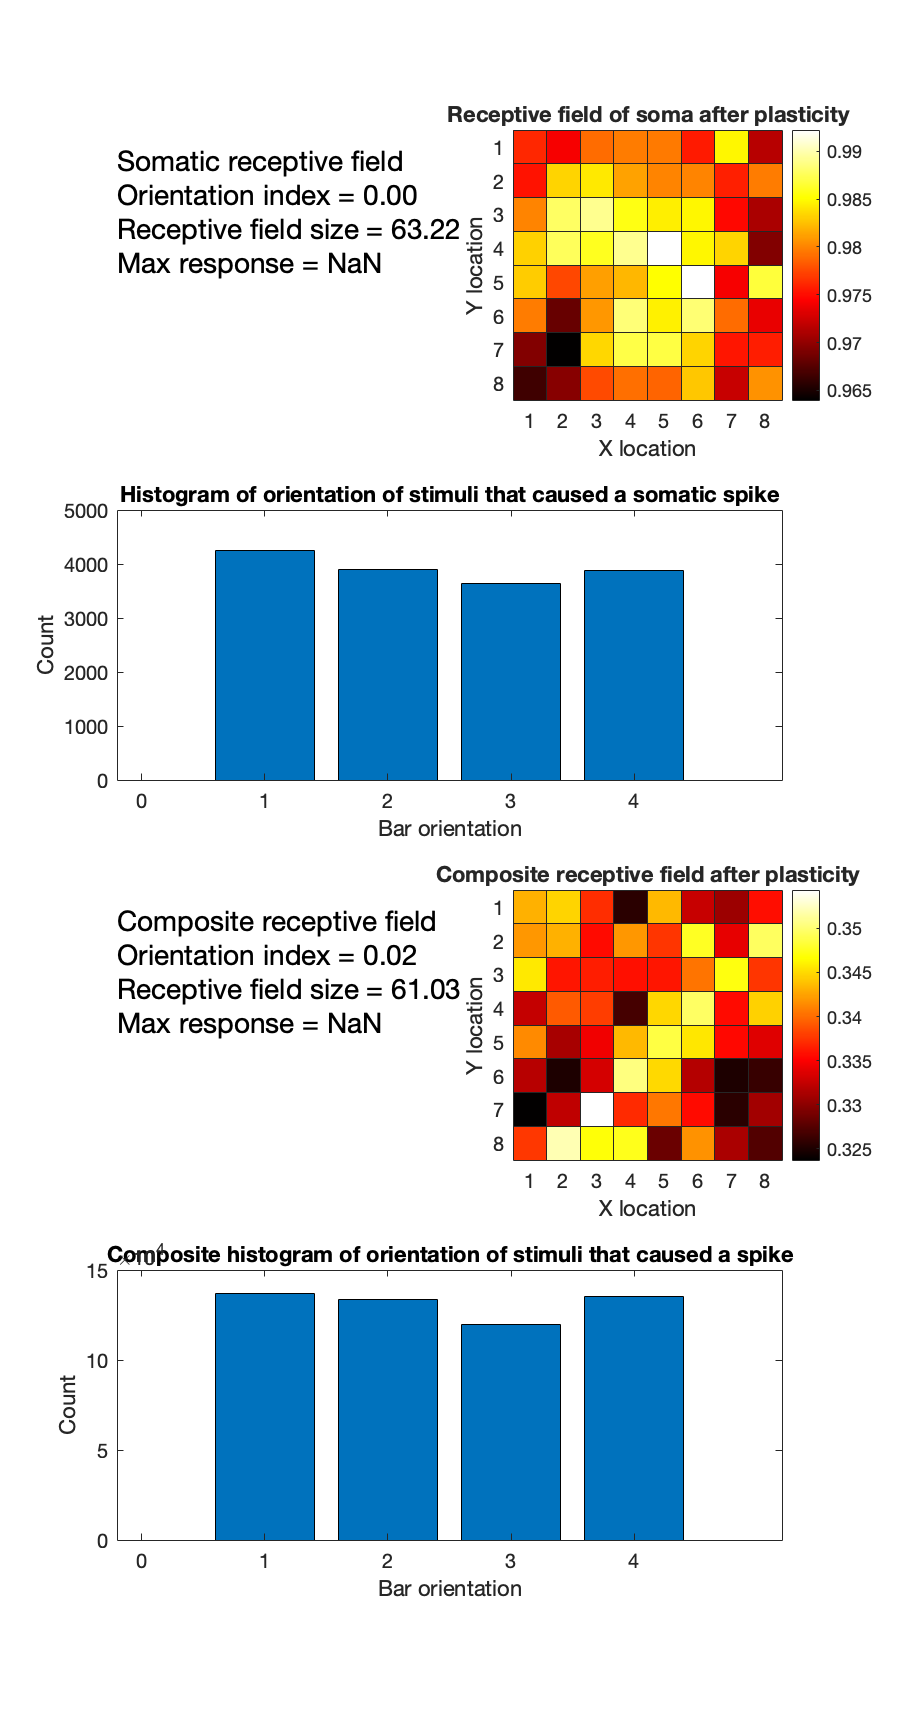 Receptive field of soma after plasticity
Somatic receptive field
Orientation index = 0.00
Receptive field size = 63.22
Max response = NaN
Y location
1
2
3
4
5
6
7
8
1 2 3 4 5 6 7 8
X location
0.99
0.985
0.98
0.975
0.97
0.965
Histogram of orientation of stimuli that caused a somatic spike
Count
5000
4000
3000
2000
1000
0
0 1 2 3 4
Bar orientation
Composite receptive field after plasticity
Composite receptive field
Orientation index = 0.02
Receptive field size = 61.03
Max response = NaN
Y location
1
2
3
4
5
6
7
8
1 2 3 4 5 6 7 8
X location
0.35
0.345
0.34
0.335
0.33
0.325
Composite histogram of orientation of stimuli that caused a spike
×10⁴
Count
15
10
5
0
0 1 2 3 4
Bar orientation